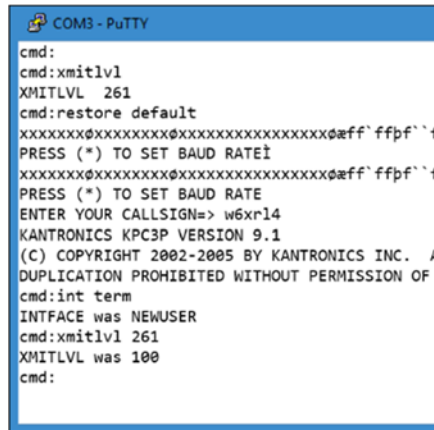 COM3 - PuTTY
cmd:
cmd:xmitlvl
XMITLVL  261
cmd:restore default
PRESS (*) TO SET BAUD RATEÌ
PRESS (*) TO SET BAUD RATE
ENTER YOUR CALLSIGN=> w6xrl4
KANTRONICS KPC3P VERSION 9.1
(C) COPYRIGHT 2002-2005 BY KANTRONICS INC.
DUPLICATION PROHIBITED WITHOUT PERMISSION OF
cmd:int term
INTFACE was NEWUSER
cmd:xmitlvl 261
XMITLVL was 100
cmd: